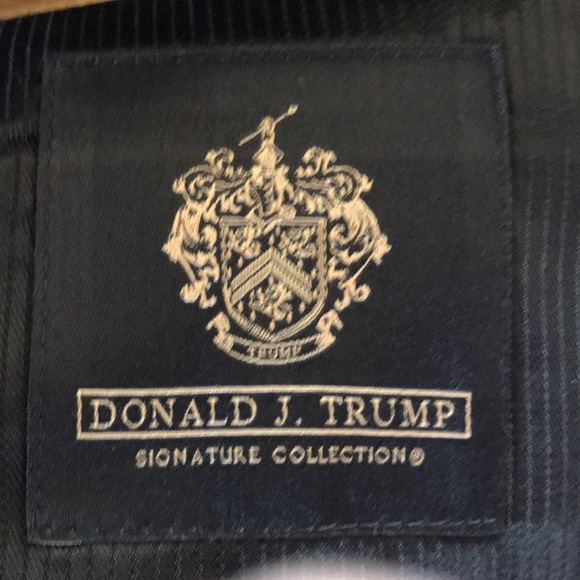 TRUMP
DONALD J. TRUMP
SIGNATURE COLLECTION®